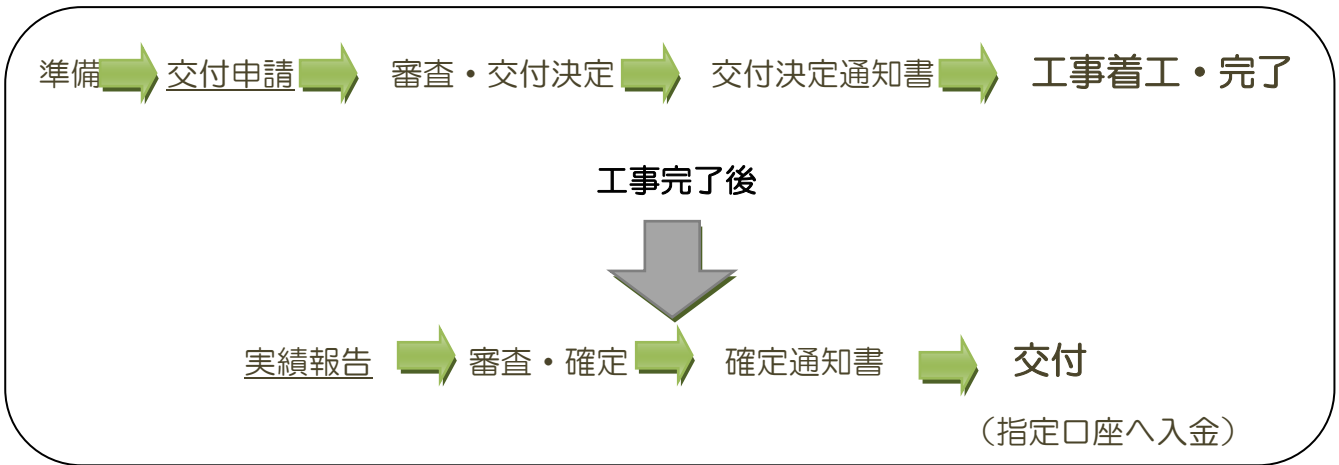 準備 交付申請 審査・交付決定 交付決定通知書 工事着工・完了
工事完了後
実績報告 審査・確定 確定通知書 交付
（指定口座へ入金）